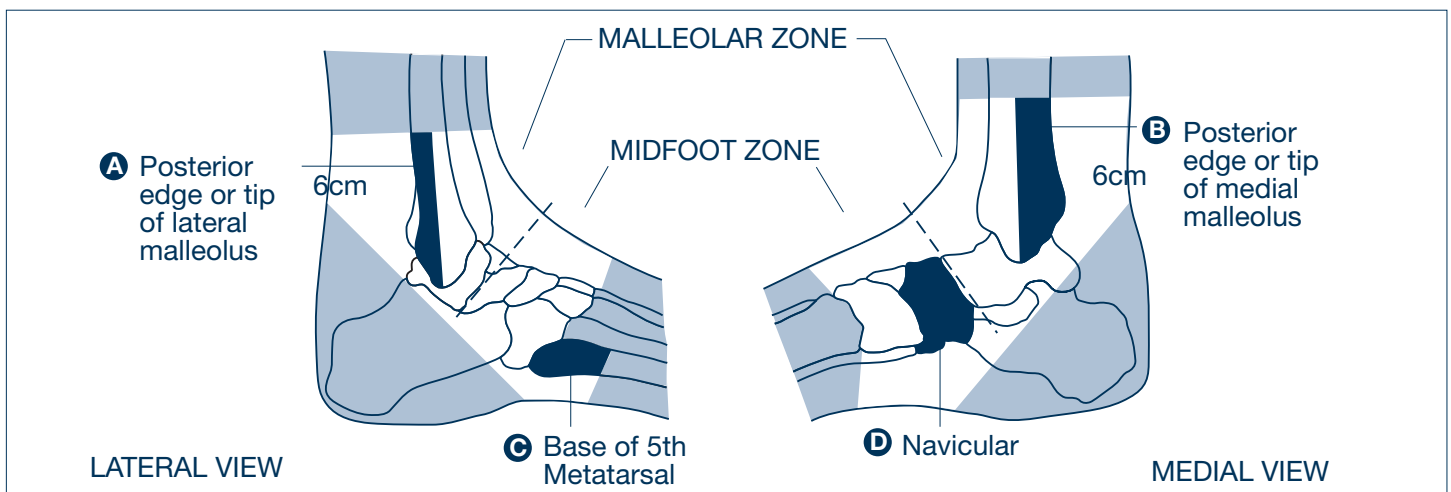 MALLEOLAR ZONE
MIDFOOT ZONE
A Posterior
edge or tip
of lateral
malleolus
6cm
B Posterior
edge or tip
of medial
malleolus
6cm
C Base of 5th
Metatarsal
D Navicular
LATERAL VIEW
MEDIAL VIEW